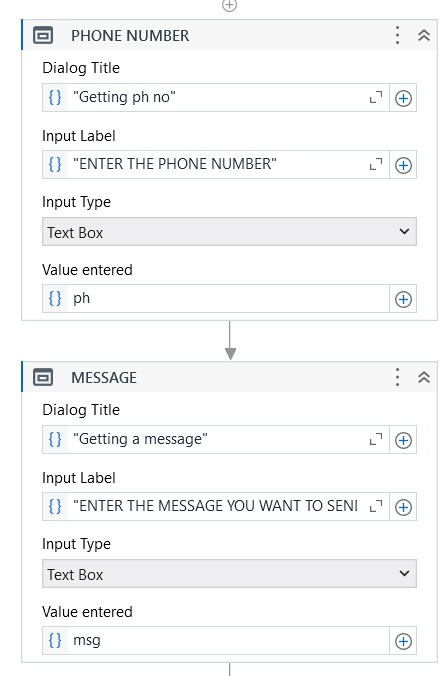 PHONE NUMBER
Dialog Title
{} "Getting ph no"
Input Label
{} "ENTER THE PHONE NUMBER"
Input Type
Text Box
Value entered
{} ph
MESSAGE
Dialog Title
{} "Getting a message"
Input Label
{} "ENTER THE MESSAGE YOU WANT TO
Input Type
Text Box
Value entered
{} msg